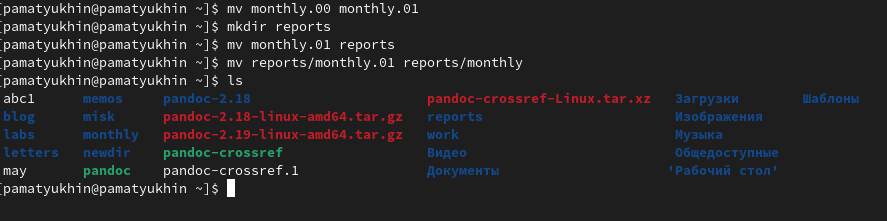 [pamatyukhin@pamatyukhin ~]$ mv monthly.00 monthly.01
[pamatyukhin@pamatyukhin ~]$ mkdir reports
[pamatyukhin@pamatyukhin ~]$ mv monthly.01 reports
[pamatyukhin@pamatyukhin ~]$ mv reports/monthly.01 reports/monthly
[pamatyukhin@pamatyukhin ~]$ ls
abc1 memos pandoc-2.18 pandoc-crossref-Linux.tar.xz Загрузки Шаблоны
blog misk pandoc-2.18-linux-amd64.tar.gz reports Изображения
labs monthly pandoc-2.19-linux-amd64.tar.gz work Музыка
letters newdir pandoc-crossref Видео Общедоступные
may pandoc pandoc-crossref.1 Документы 'Рабочий стол'
[pamatyukhin@pamatyukhin ~]$